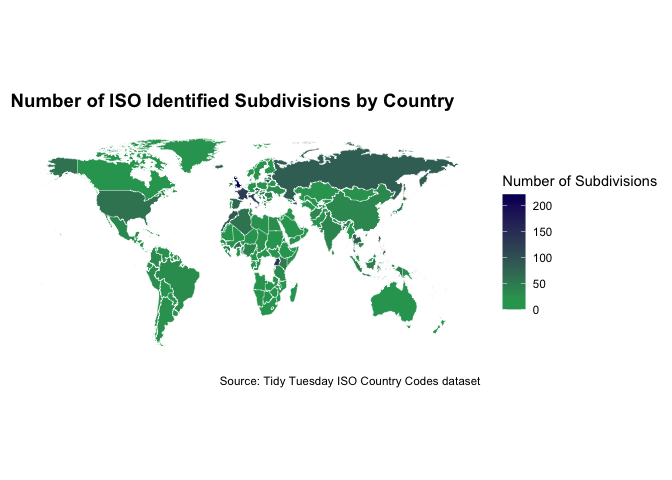 Number of ISO Identified Subdivisions by Country
Number of Subdivisions
200
150
100
50
0
Source: Tidy Tuesday ISO Country Codes dataset